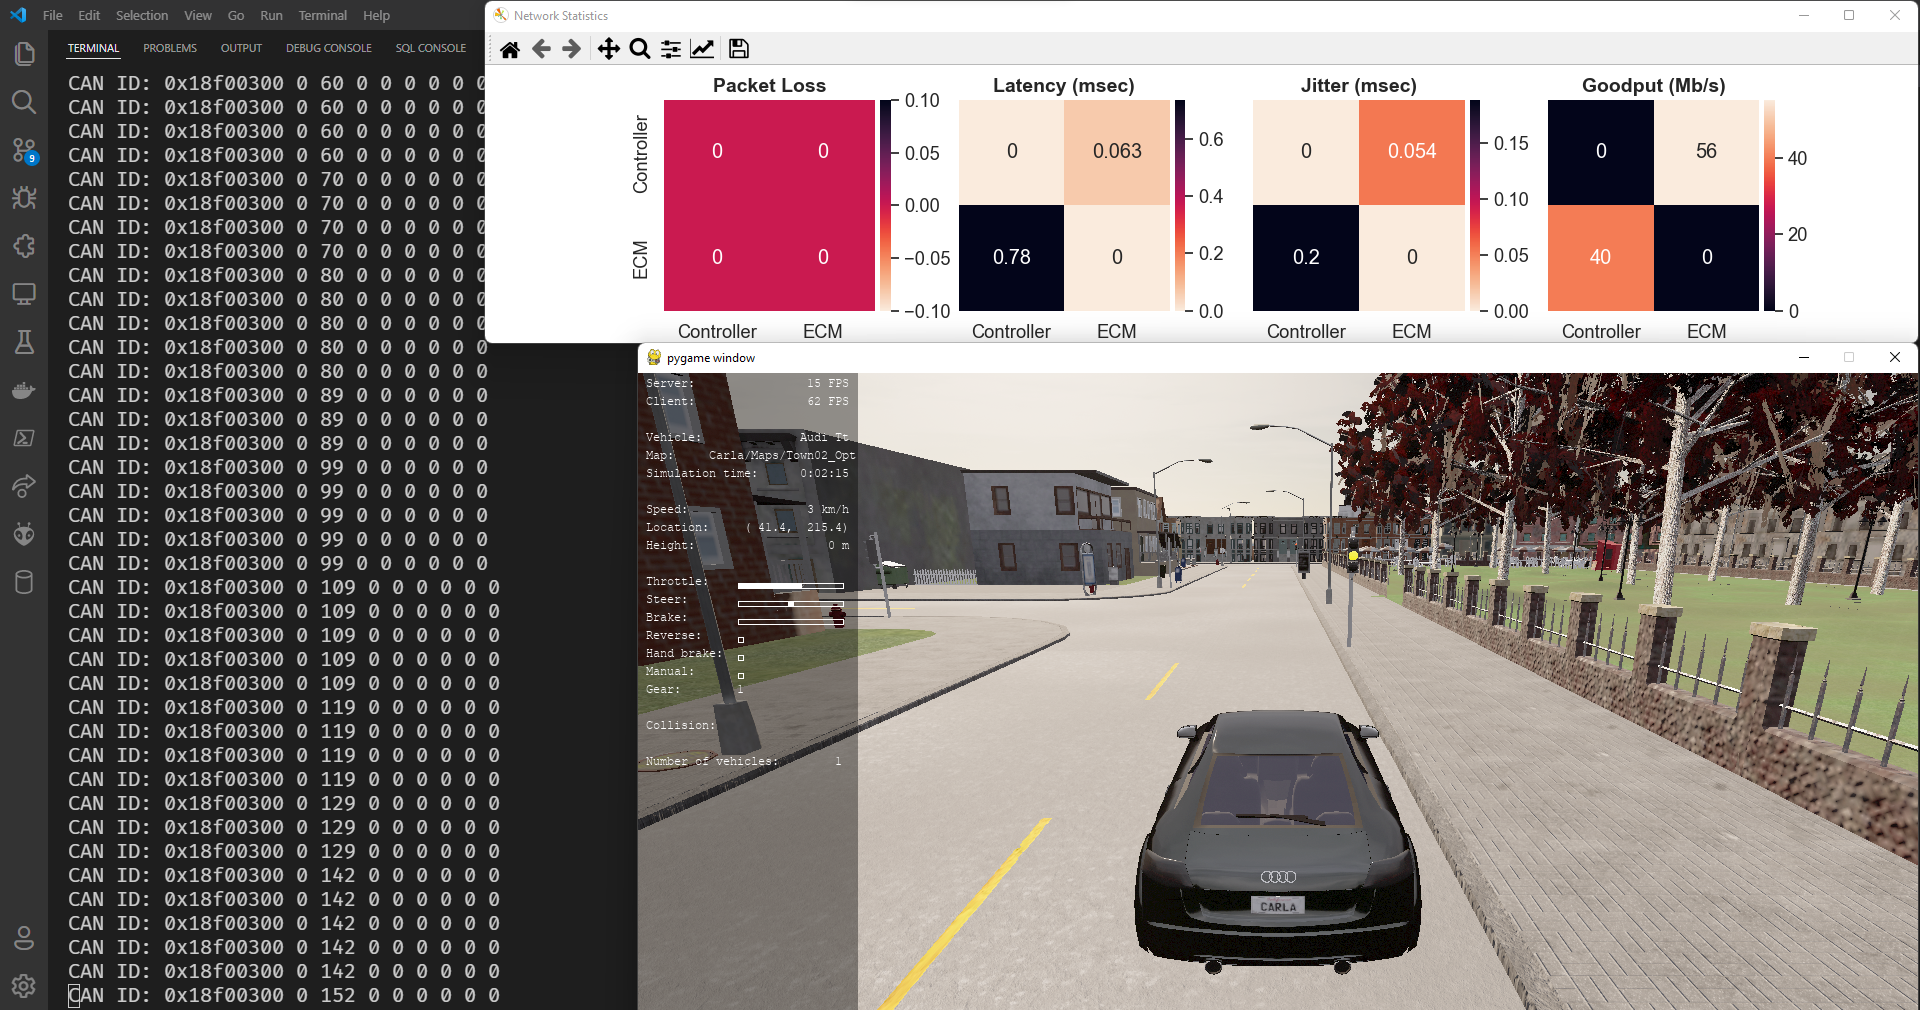 File Edit Selection View Go Run Terminal Help
TERMINAL PROBLEMS OUTPUT DEBUG CONSOLE SQL CONSOLE
9
CAN ID: 0x18f00300 0 60 0 0 0 0 0 0
CAN ID: 0x18f00300 0 60 0 0 0 0 0 0
CAN ID: 0x18f00300 0 60 0 0 0 0 0 0
CAN ID: 0x18f00300 0 60 0 0 0 0 0 0
CAN ID: 0x18f00300 0 70 0 0 0 0 0 0
CAN ID: 0x18f00300 0 70 0 0 0 0 0 0
CAN ID: 0x18f00300 0 70 0 0 0 0 0 0
CAN ID: 0x18f00300 0 70 0 0 0 0 0 0
CAN ID: 0x18f00300 0 80 0 0 0 0 0 0
CAN ID: 0x18f00300 0 80 0 0 0 0 0 0
CAN ID: 0x18f00300 0 80 0 0 0 0 0 0
CAN ID: 0x18f00300 0 80 0 0 0 0 0 0
CAN ID: 0x18f00300 0 80 0 0 0 0 0 0
CAN ID: 0x18f00300 0 89 0 0 0 0 0 0
CAN ID: 0x18f00300 0 89 0 0 0 0 0 0
CAN ID: 0x18f00300 0 89 0 0 0 0 0 0
CAN ID: 0x18f00300 0 99 0 0 0 0 0 0
CAN ID: 0x18f00300 0 99 0 0 0 0 0 0
CAN ID: 0x18f00300 0 99 0 0 0 0 0 0
CAN ID: 0x18f00300 0 99 0 0 0 0 0 0
CAN ID: 0x18f00300 0 99 0 0 0 0 0 0
CAN ID: 0x18f00300 0 109 0 0 0 0 0 0
CAN ID: 0x18f00300 0 109 0 0 0 0 0 0
CAN ID: 0x18f00300 0 109 0 0 0 0 0 0
CAN ID: 0x18f00300 0 109 0 0 0 0 0 0
CAN ID: 0x18f00300 0 109 0 0 0 0 0 0
CAN ID: 0x18f00300 0 119 0 0 0 0 0 0
CAN ID: 0x18f00300 0 119 0 0 0 0 0 0
CAN ID: 0x18f00300 0 119 0 0 0 0 0 0
CAN ID: 0x18f00300 0 119 0 0 0 0 0 0
CAN ID: 0x18f00300 0 129 0 0 0 0 0 0
CAN ID: 0x18f00300 0 129 0 0 0 0 0 0
CAN ID: 0x18f00300 0 129 0 0 0 0 0 0
CAN ID: 0x18f00300 0 142 0 0 0 0 0 0
CAN ID: 0x18f00300 0 142 0 0 0 0 0 0
CAN ID: 0x18f00300 0 142 0 0 0 0 0 0
CAN ID: 0x18f00300 0 142 0 0 0 0 0 0
CAN ID: 0x18f00300 0 142 0 0 0 0 0 0
CAN ID: 0x18f00300 0 152 0 0 0 0 0 0
Network Statistics
Packet Loss
Controller
ECM
0 0
0 0
Controller ECM
0.10
0.05
0.00
−0.05
−0.10
Latency (msec)
0 0.063
0.78 0
Controller ECM
0.6
0.4
0.2
0.0
Jitter (msec)
0 0.054
0.2 0
Controller ECM
0.15
0.10
0.05
0.00
Goodput (Mb/s)
0 56
40 0
Controller ECM
40
20
0
pygame window
Server: 15 FPS
Client: 62 FPS
Vehicle: Audi Tt
Map: Carla/Maps/Town02_Opt
Simulation time: 0:02:15
Speed: 3 km/h
Location: ( 41.4, 215.4)
Height: 0 m
Throttle:
Steer:
Brake:
Reverse:
Hand brake:
Manual:
Gear: 1
Collision:
Number of vehicles: 1
CARLA